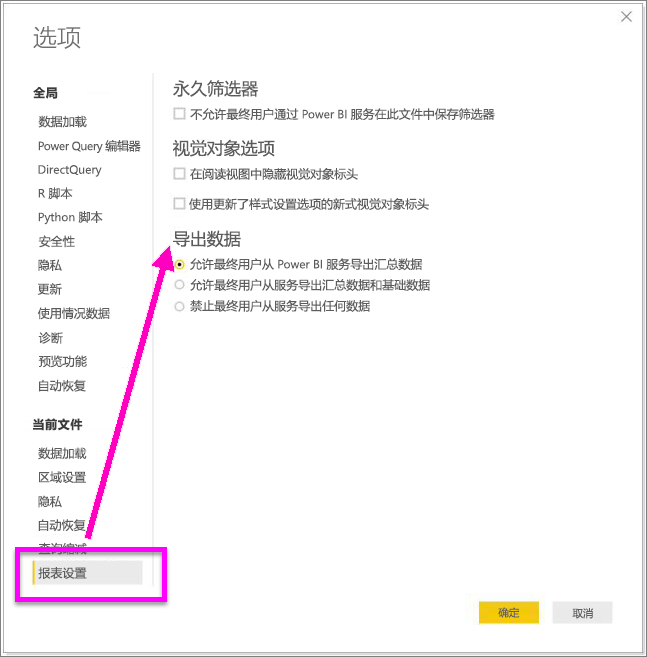 选项
全局
数据加载
Power Query 编辑器
DirectQuery
R 脚本
Python 脚本
安全性
隐私
更新
使用情况数据
诊断
预览功能
自动恢复
当前文件
数据加载
区域设置
隐私
自动恢复
查询缩减
报表设置
永久筛选器
不允许最终用户通过 Power BI 服务在此文件中保存筛选器
视觉对象选项
在阅读视图中隐藏视觉对象标头
使用更新了样式设置选项的新式视觉对象标头
导出数据
允许最终用户从 Power BI 服务导出汇总数据
允许最终用户从服务导出汇总数据和基础数据
禁止最终用户从服务导出任何数据
确定
取消